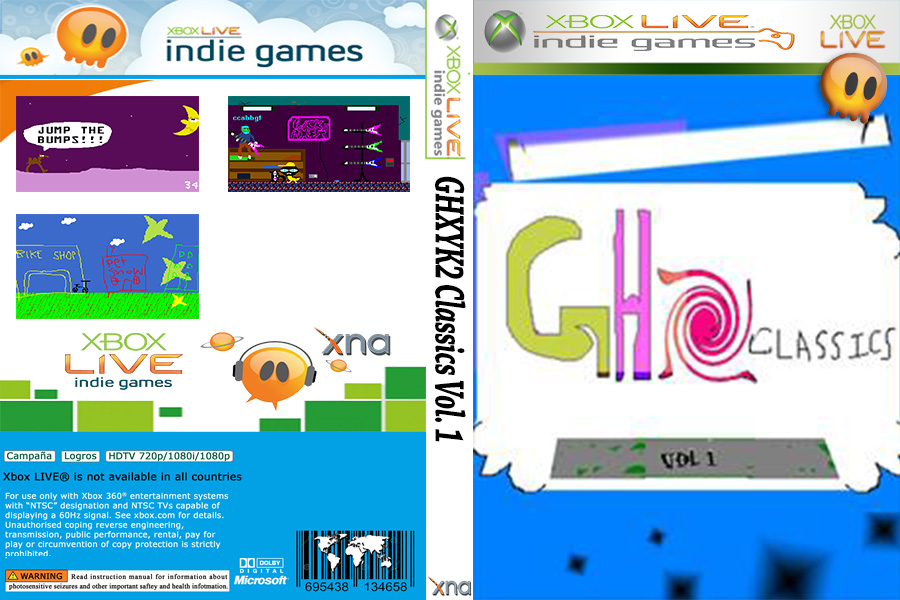 XBOX LIVE
indie games
JUMP THE
BUMPS!!!
34
ccabbgf
BIKE SHOP
XBOX
LIVE
indie games
xna
Campaña
Logros
HDTV 720p/1080i/1080p
Xbox LIVE® is not available in all countries
For use only with Xbox 360® entertainment systems
with “NTSC” designation and NTSC TVs capable of
displaying a 60Hz signal. See xbox.com for details.
Unauthorised coping reverse engineering,
transmission, public performance, rental, pay for
play or circumvention of copy protection is strictly
prohibited.
WARNING Read instruction manual for information about
photosensitive seizures and other important saftey and health infotmation.
DOLBY
DIGITAL
Microsoft®
695438 134658
XBOX LIVE
indie games
GHXYK2 Classics Vol. 1
xna
XBOX LIVE
indie games
XBOX
LIVE
CLASSICS
VOL 1